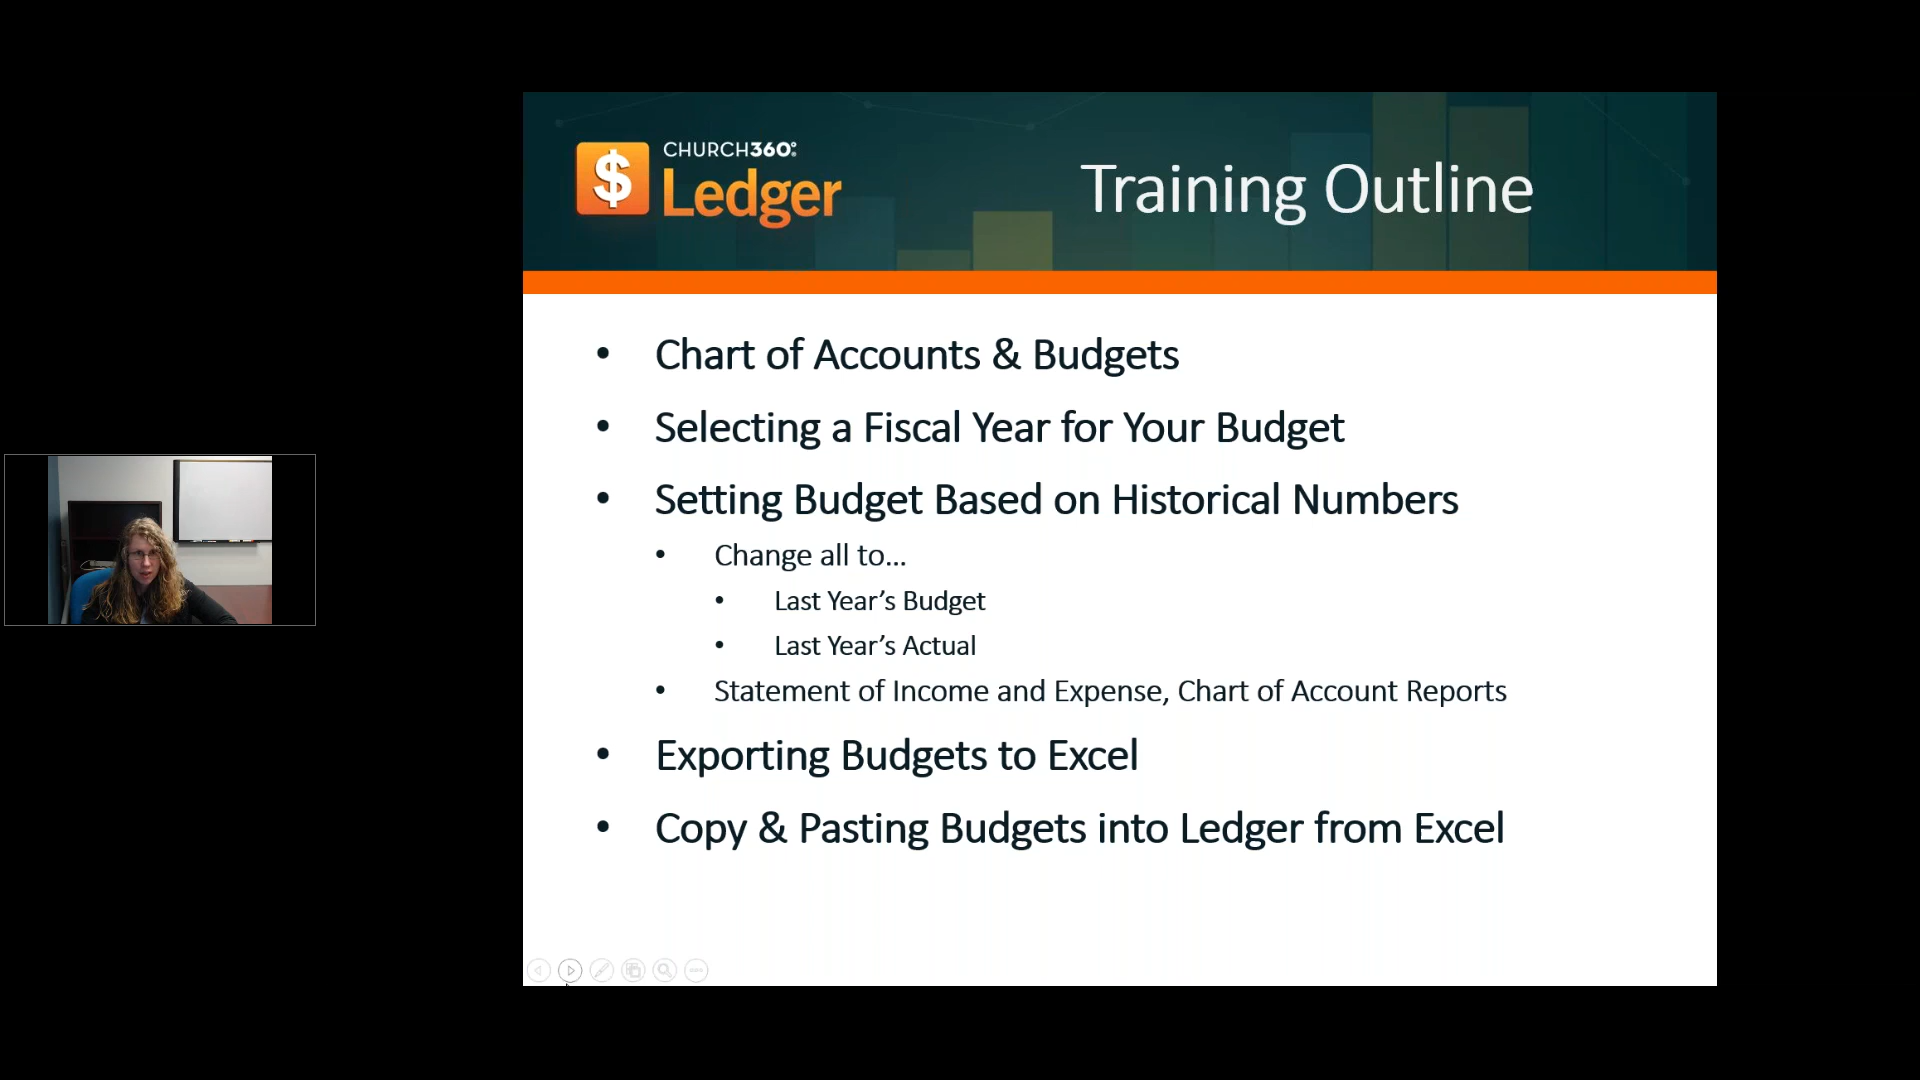 CHURCH360°
Ledger
Training Outline
• Chart of Accounts & Budgets
• Selecting a Fiscal Year for Your Budget
• Setting Budget Based on Historical Numbers
• Change all to...
• Last Year’s Budget
• Last Year’s Actual
• Statement of Income and Expense, Chart of Account Reports
• Exporting Budgets to Excel
• Copy & Pasting Budgets into Ledger from Excel